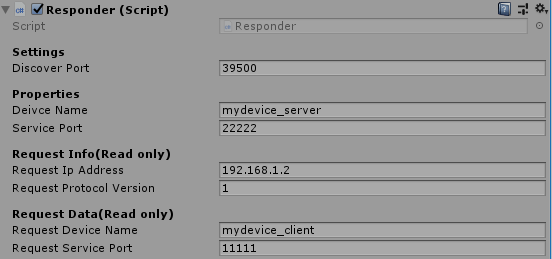 Responder (Script)
Script Responder
Settings
Discover Port 39500
Properties
Deivce Name mydevice_server
Service Port 22222
Request Info(Read only)
Request Ip Address 192.168.1.2
Request Protocol Version 1
Request Data(Read only)
Request Device Name mydevice_client
Request Service Port 11111